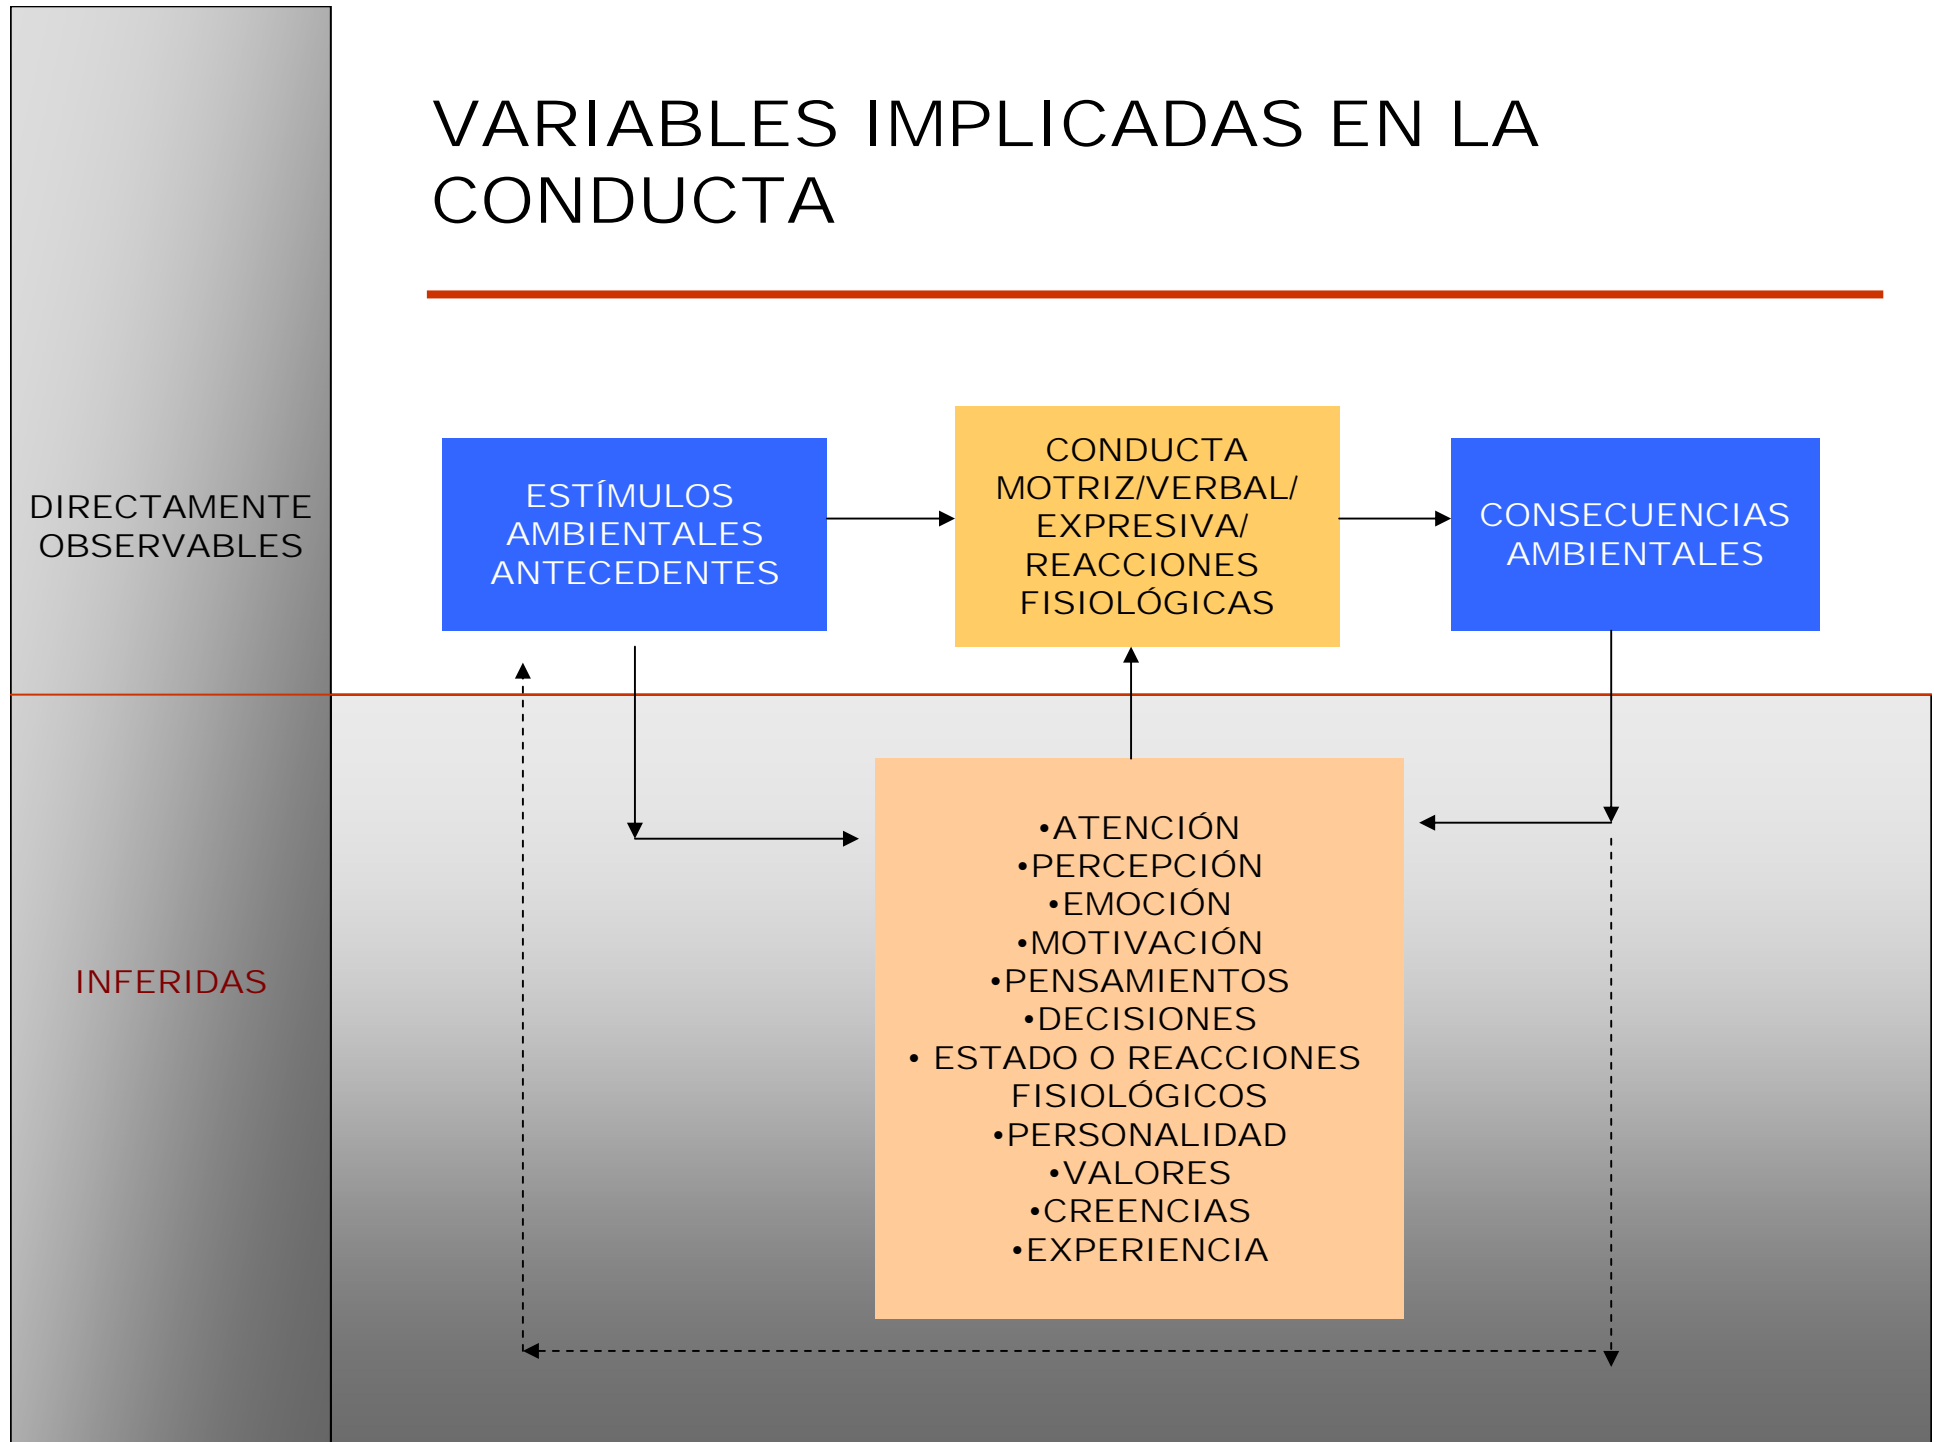 VARIABLES IMPLICADAS EN LA
CONDUCTA
DIRECTAMENTE
OBSERVABLES
ESTÍMULOS
AMBIENTALES
ANTECEDENTES
CONDUCTA
MOTRIZ/VERBAL/
EXPRESIVA/
REACCIONES
FISIOLÓGICAS
CONSECUENCIAS
AMBIENTALES
INFERIDAS
•ATENCIÓN
•PERCEPCIÓN
•EMOCIÓN
•MOTIVACIÓN
•PENSAMIENTOS
•DECISIONES
• ESTADO O REACCIONES
FISIOLÓGICOS
•PERSONALIDAD
•VALORES
•CREENCIAS
•EXPERIENCIA